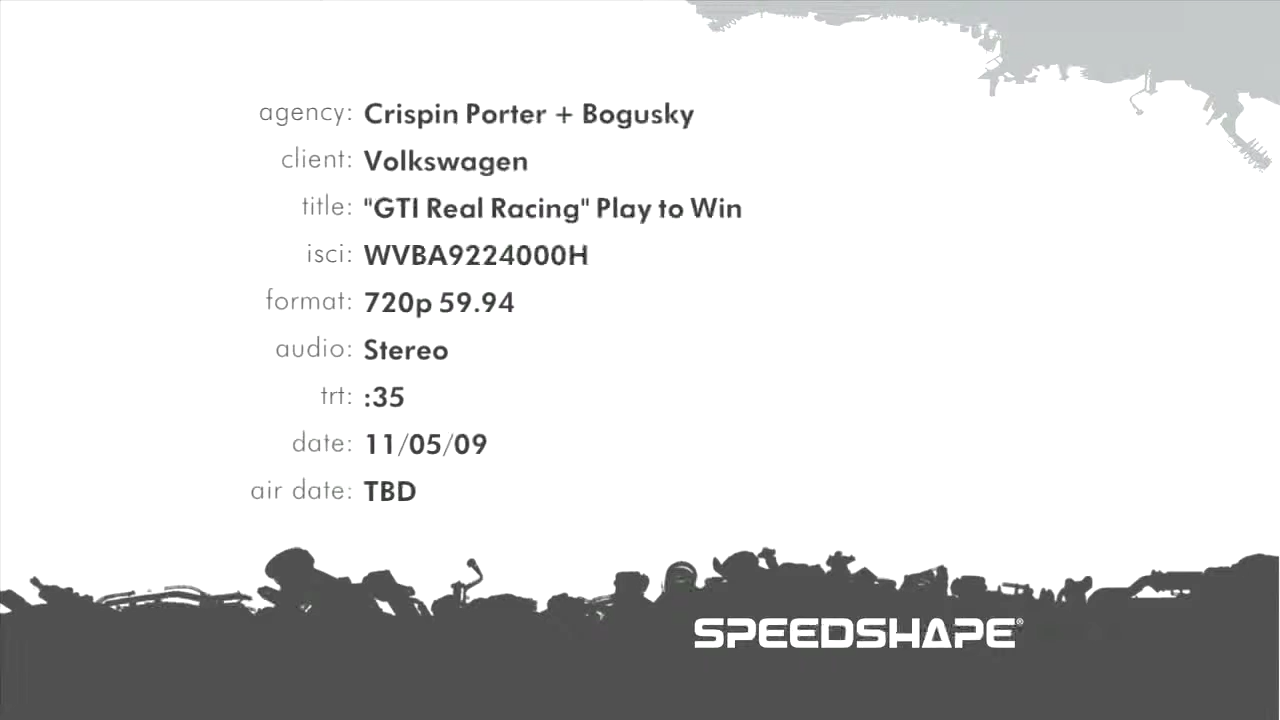 agency: Crispin Porter + Bogusky
client: Volkswagen
title: "GTI Real Racing" Play to Win
isci: WVBA9224000H
format: 720p 59.94
audio: Stereo
trt: :35
date: 11/05/09
air date: TBD
SPEEDSHAPE®